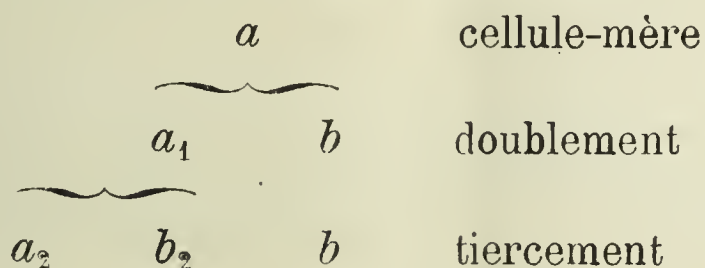 a cellule-mère
a₁ b doublement
a₂ b₂ b tiercement